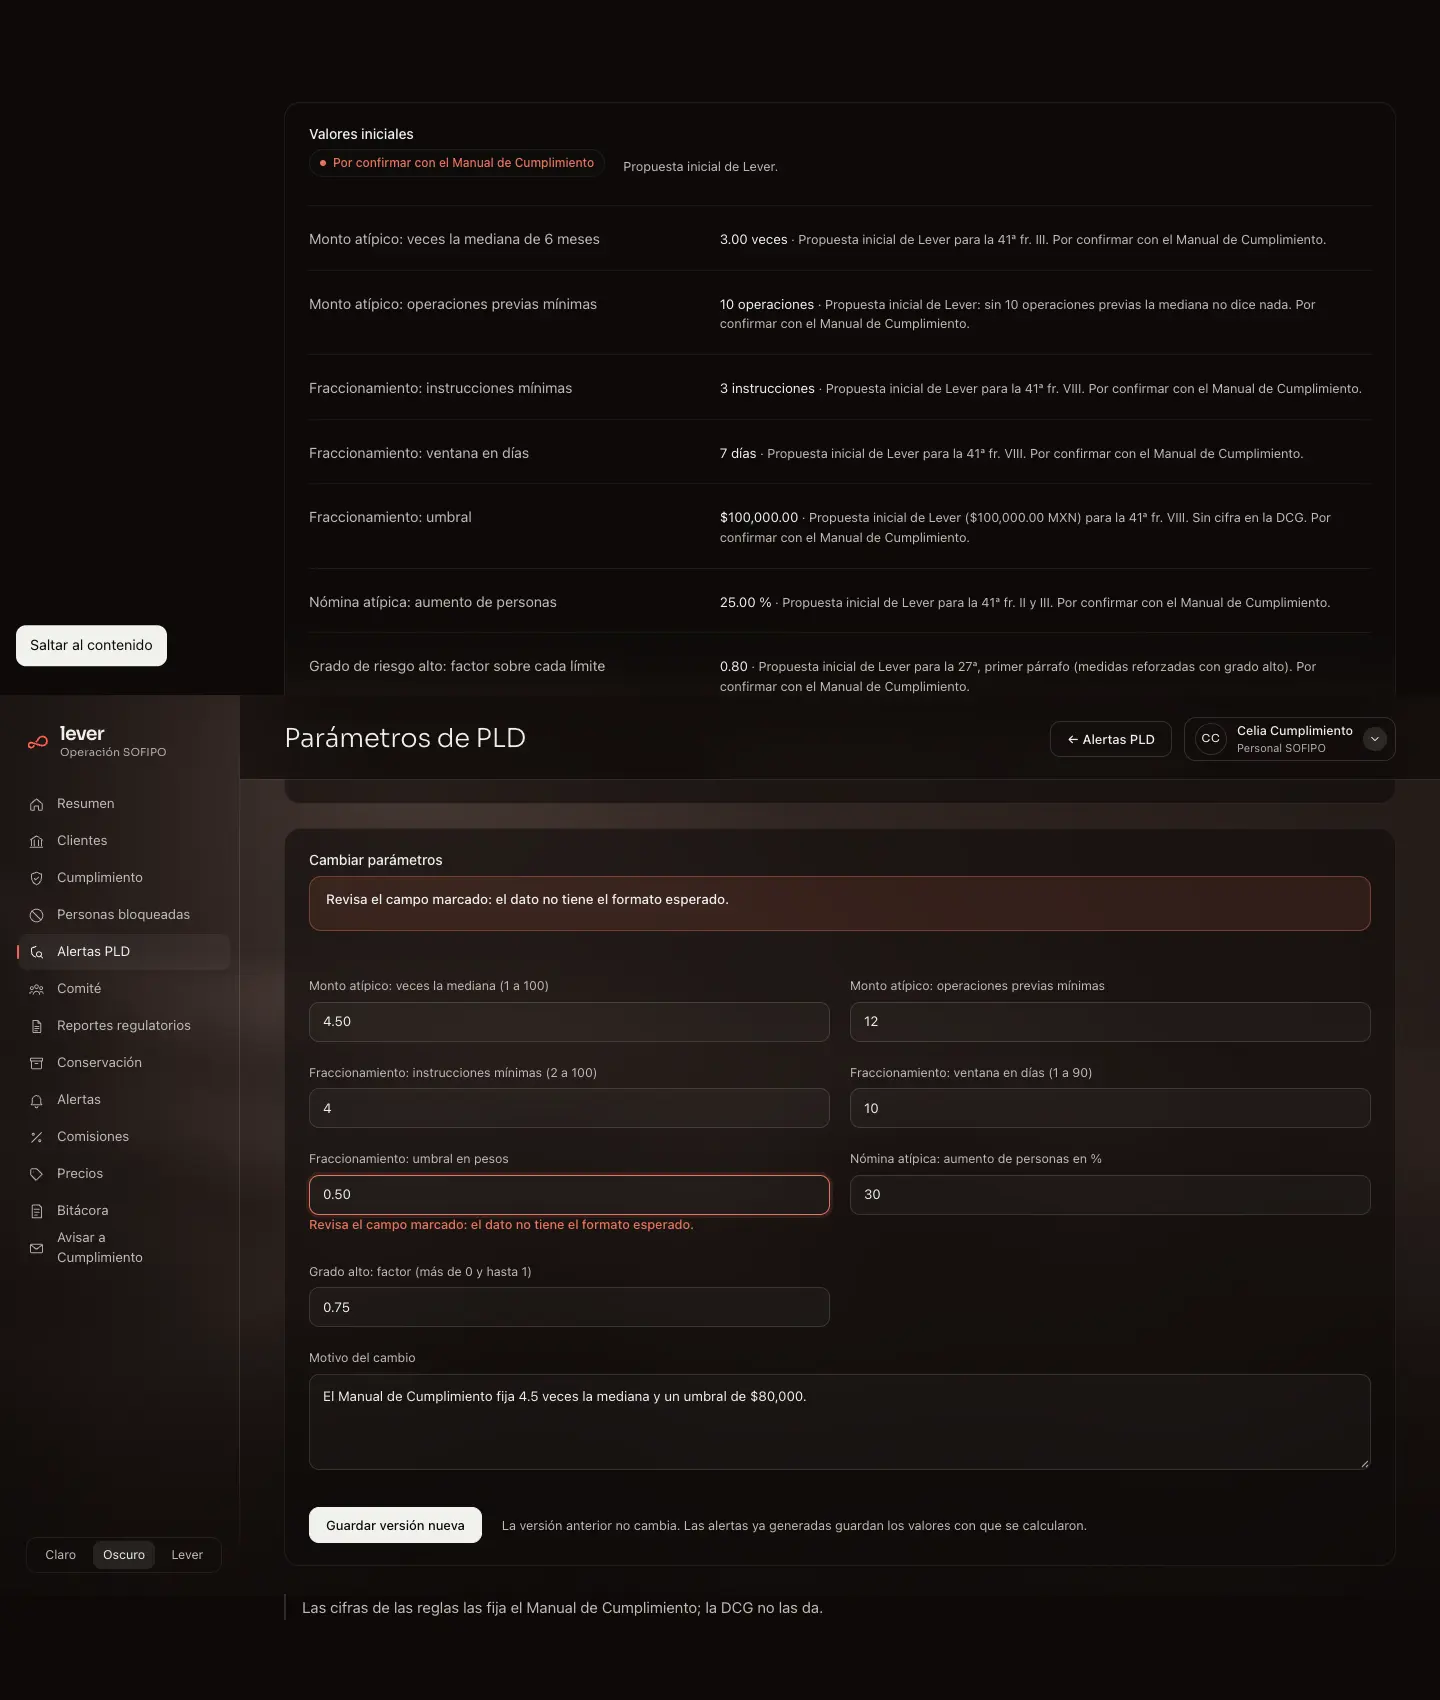 Valores iniciales
Por confirmar con el Manual de Cumplimiento
Propuesta inicial de Lever.
Monto atípico: veces la mediana de 6 meses
3.00 veces · Propuesta inicial de Lever para la 41ª fr. III. Por confirmar con el Manual de Cumplimiento.
Monto atípico: operaciones previas mínimas
10 operaciones · Propuesta inicial de Lever: sin 10 operaciones previas la mediana no dice nada. Por
confirmar con el Manual de Cumplimiento.
Fraccionamiento: instrucciones mínimas
3 instrucciones · Propuesta inicial de Lever para la 41ª fr. VIII. Por confirmar con el Manual de Cumplimiento.
Fraccionamiento: ventana en días
7 días · Propuesta inicial de Lever para la 41ª fr. VIII. Por confirmar con el Manual de Cumplimiento.
Fraccionamiento: umbral
$100,000.00 · Propuesta inicial de Lever ($100,000.00 MXN) para la 41ª fr. VIII. Sin cifra en la DCG. Por
confirmar con el Manual de Cumplimiento.
Nómina atípica: aumento de personas
25.00 % · Propuesta inicial de Lever para la 41ª fr. II y III. Por confirmar con el Manual de Cumplimiento.
Grado de riesgo alto: factor sobre cada límite
0.80 · Propuesta inicial de Lever para la 27ª, primer párrafo (medidas reforzadas con grado alto). Por
confirmar con el Manual de Cumplimiento.
Saltar al contenido
lever
Operación SOFIPO
Resumen
Clientes
Cumplimiento
Personas bloqueadas
Alertas PLD
Comité
Reportes regulatorios
Conservación
Alertas
Comisiones
Precios
Bitácora
Avisar a
Cumplimiento
Claro
Oscuro
Lever
Parámetros de PLD
← Alertas PLD
CC
Celia Cumplimiento
Personal SOFIPO
Cambiar parámetros
Revisa el campo marcado: el dato no tiene el formato esperado.
Monto atípico: veces la mediana (1 a 100)
4.50
Monto atípico: operaciones previas mínimas
12
Fraccionamiento: instrucciones mínimas (2 a 100)
4
Fraccionamiento: ventana en días (1 a 90)
10
Fraccionamiento: umbral en pesos
0.50
Revisa el campo marcado: el dato no tiene el formato esperado.
Nómina atípica: aumento de personas en %
30
Grado alto: factor (más de 0 y hasta 1)
0.75
Motivo del cambio
El Manual de Cumplimiento fija 4.5 veces la mediana y un umbral de $80,000.
Guardar versión nueva
La versión anterior no cambia. Las alertas ya generadas guardan los valores con que se calcularon.
Las cifras de las reglas las fija el Manual de Cumplimiento; la DCG no las da.